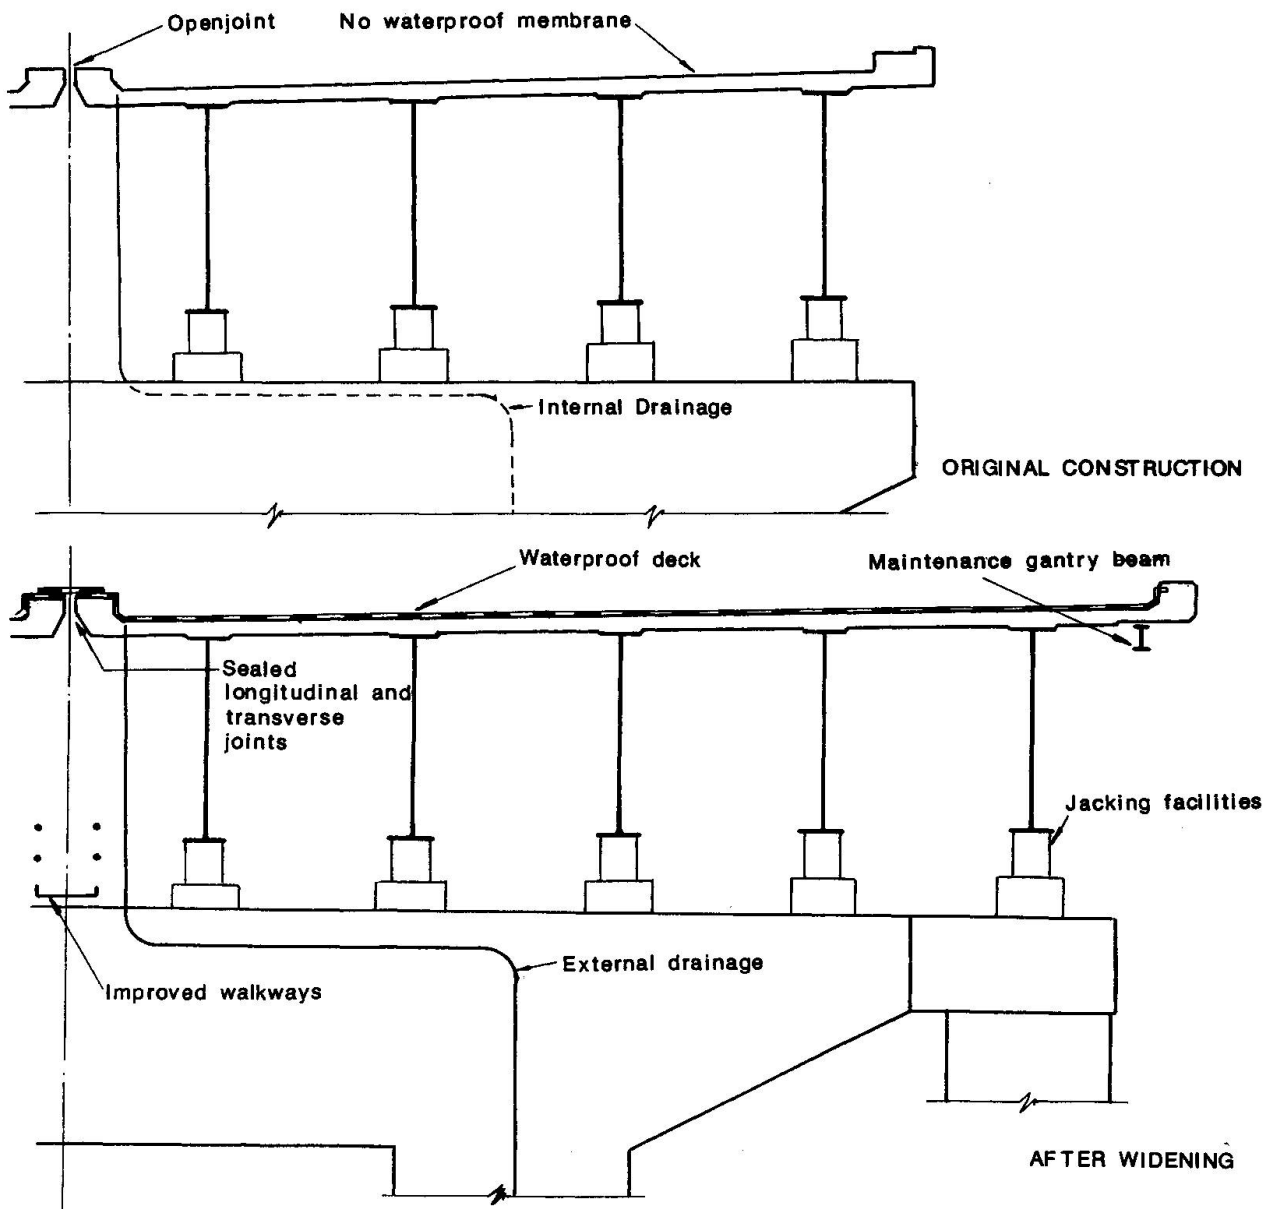 Openjoint
No waterproof membrane
Internal Drainage
ORIGINAL CONSTRUCTION
Waterproof deck
Maintenance gantry beam
Sealed
longitudinal and
transverse
joints
Jacking facilities
External drainage
Improved walkways
AFTER WIDENING